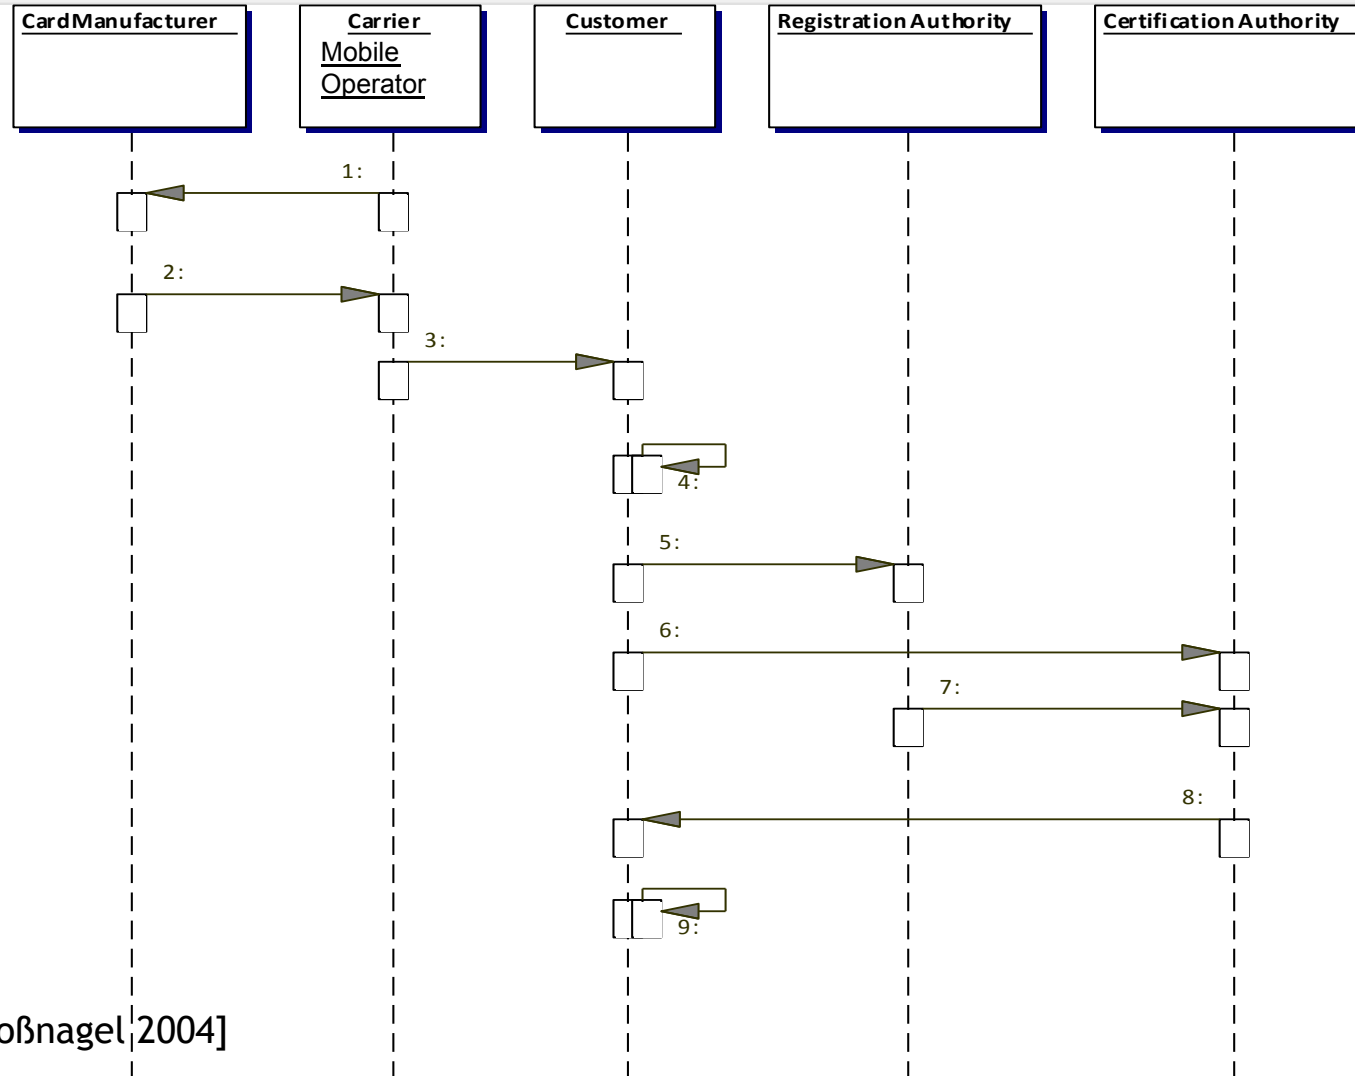 CardManufacturer
Carrier
Mobile
Operator
Customer
Registration Authority
Certification Authority
1:
2:
3:
4:
5:
6:
7:
8:
9:
oßnagel 2004]